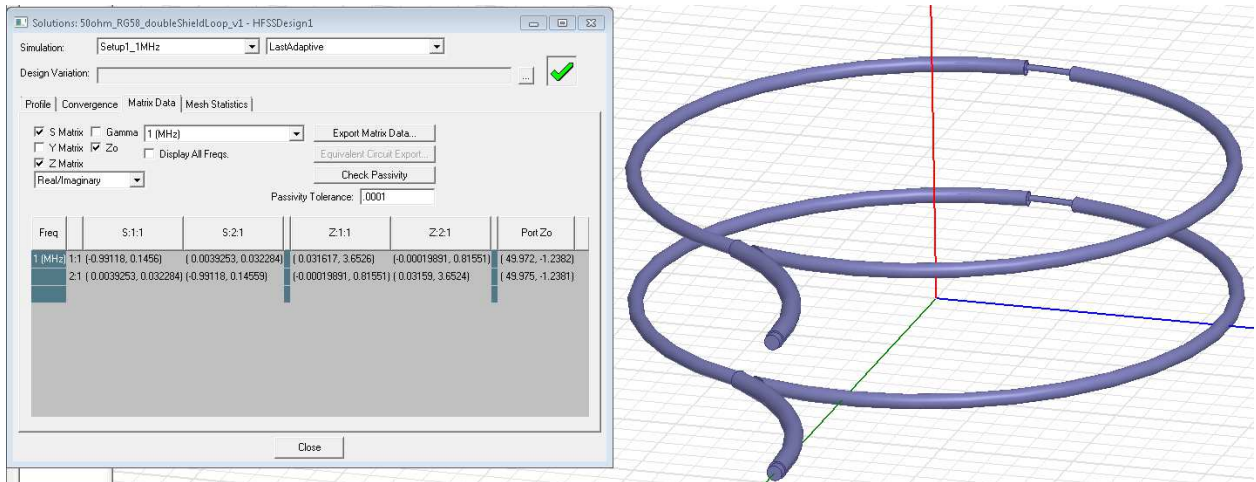 Solutions: 50ohm_RG58_doubleShieldLoop_v1 - HFSSDesign1
Simulation: Setup1_1MHz LastAdaptive
Design Variation: ...
Profile Convergence Matrix Data Mesh Statistics
S Matrix Gamma 1 (MHz) Export Matrix Data...
Y Matrix Zo Display All Freqs. Equivalent Circuit Export...
Z Matrix Check Passivity
Real/Imaginary
Passivity Tolerance: .0001
Freq S:1:1 S:2:1 Z:1:1 Z:2:1 Port Zo
1 (MHz) 1:1 (-0.99118, 0.1456) ( 0.0039253, 0.032284) ( 0.031617, 3.6526) (-0.00019891, 0.81551) ( 49.972, -1.2382)
2:1 ( 0.0039253, 0.032284) (-0.99118, 0.14559) (-0.00019891, 0.81551) ( 0.03159, 3.6524) ( 49.975, -1.2381)
Close